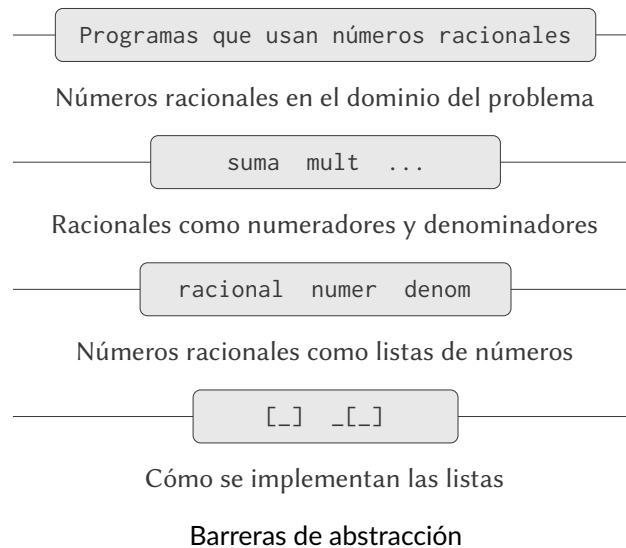 Programas que usan números racionales
Números racionales en el dominio del problema
suma mult ...
Racionales como numeradores y denominadores
racional numer denom
Números racionales como listas de números
[_] _[_]
Cómo se implementan las listas
Barreras de abstracción